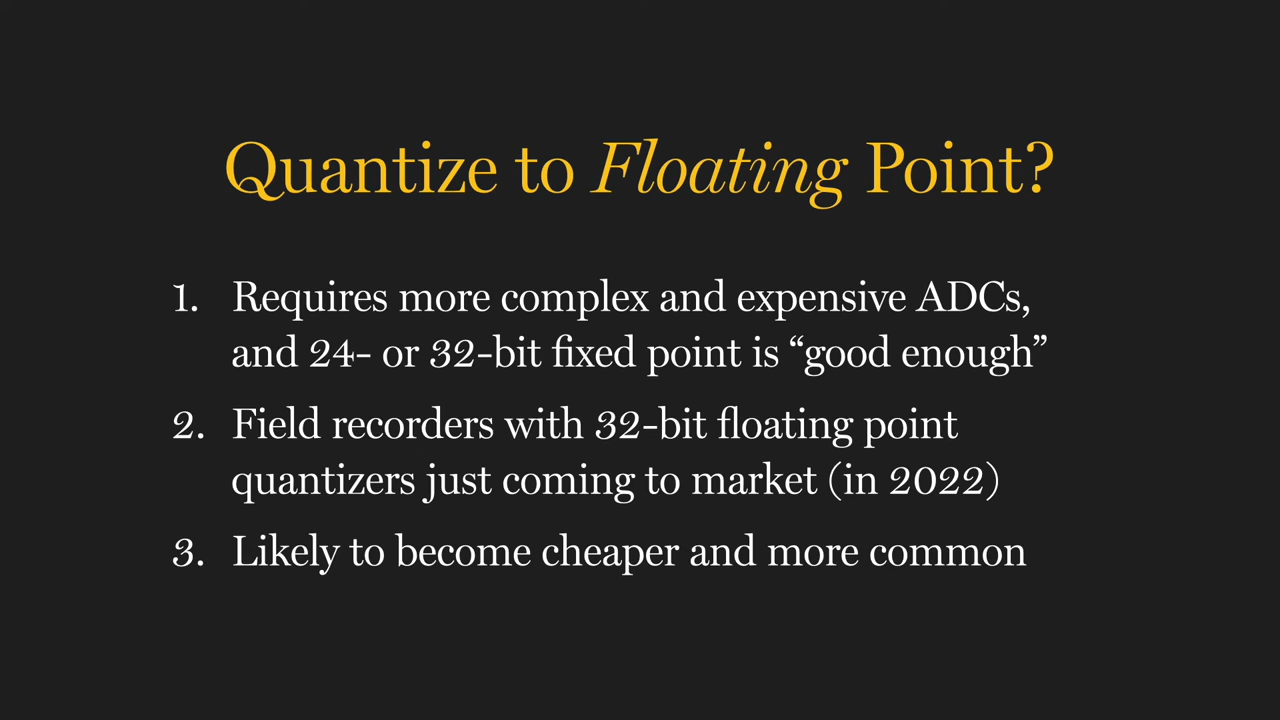 Quantize to Floating Point?
1. Requires more complex and expensive ADCs,
and 24- or 32-bit fixed point is “good enough”
2. Field recorders with 32-bit floating point
quantizers just coming to market (in 2022)
3. Likely to become cheaper and more common